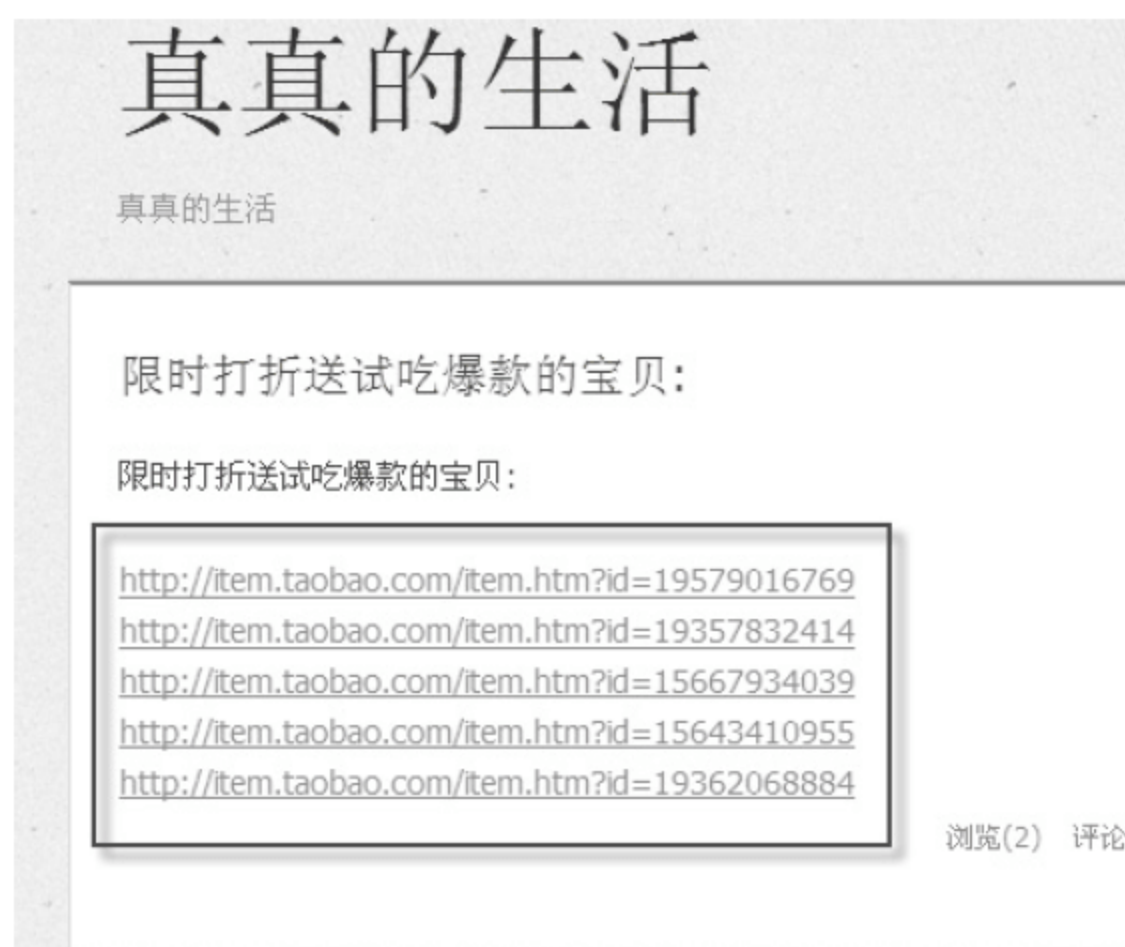 真真的生活
真真的生活
限时打折送试吃爆款的宝贝:
限时打折送试吃爆款的宝贝:
http://item.taobao.com/item.htm?id=19579016769
http://item.taobao.com/item.htm?id=19357832414
http://item.taobao.com/item.htm?id=15667934039
http://item.taobao.com/item.htm?id=15643410955
http://item.taobao.com/item.htm?id=19362068884
浏览(2) 评论